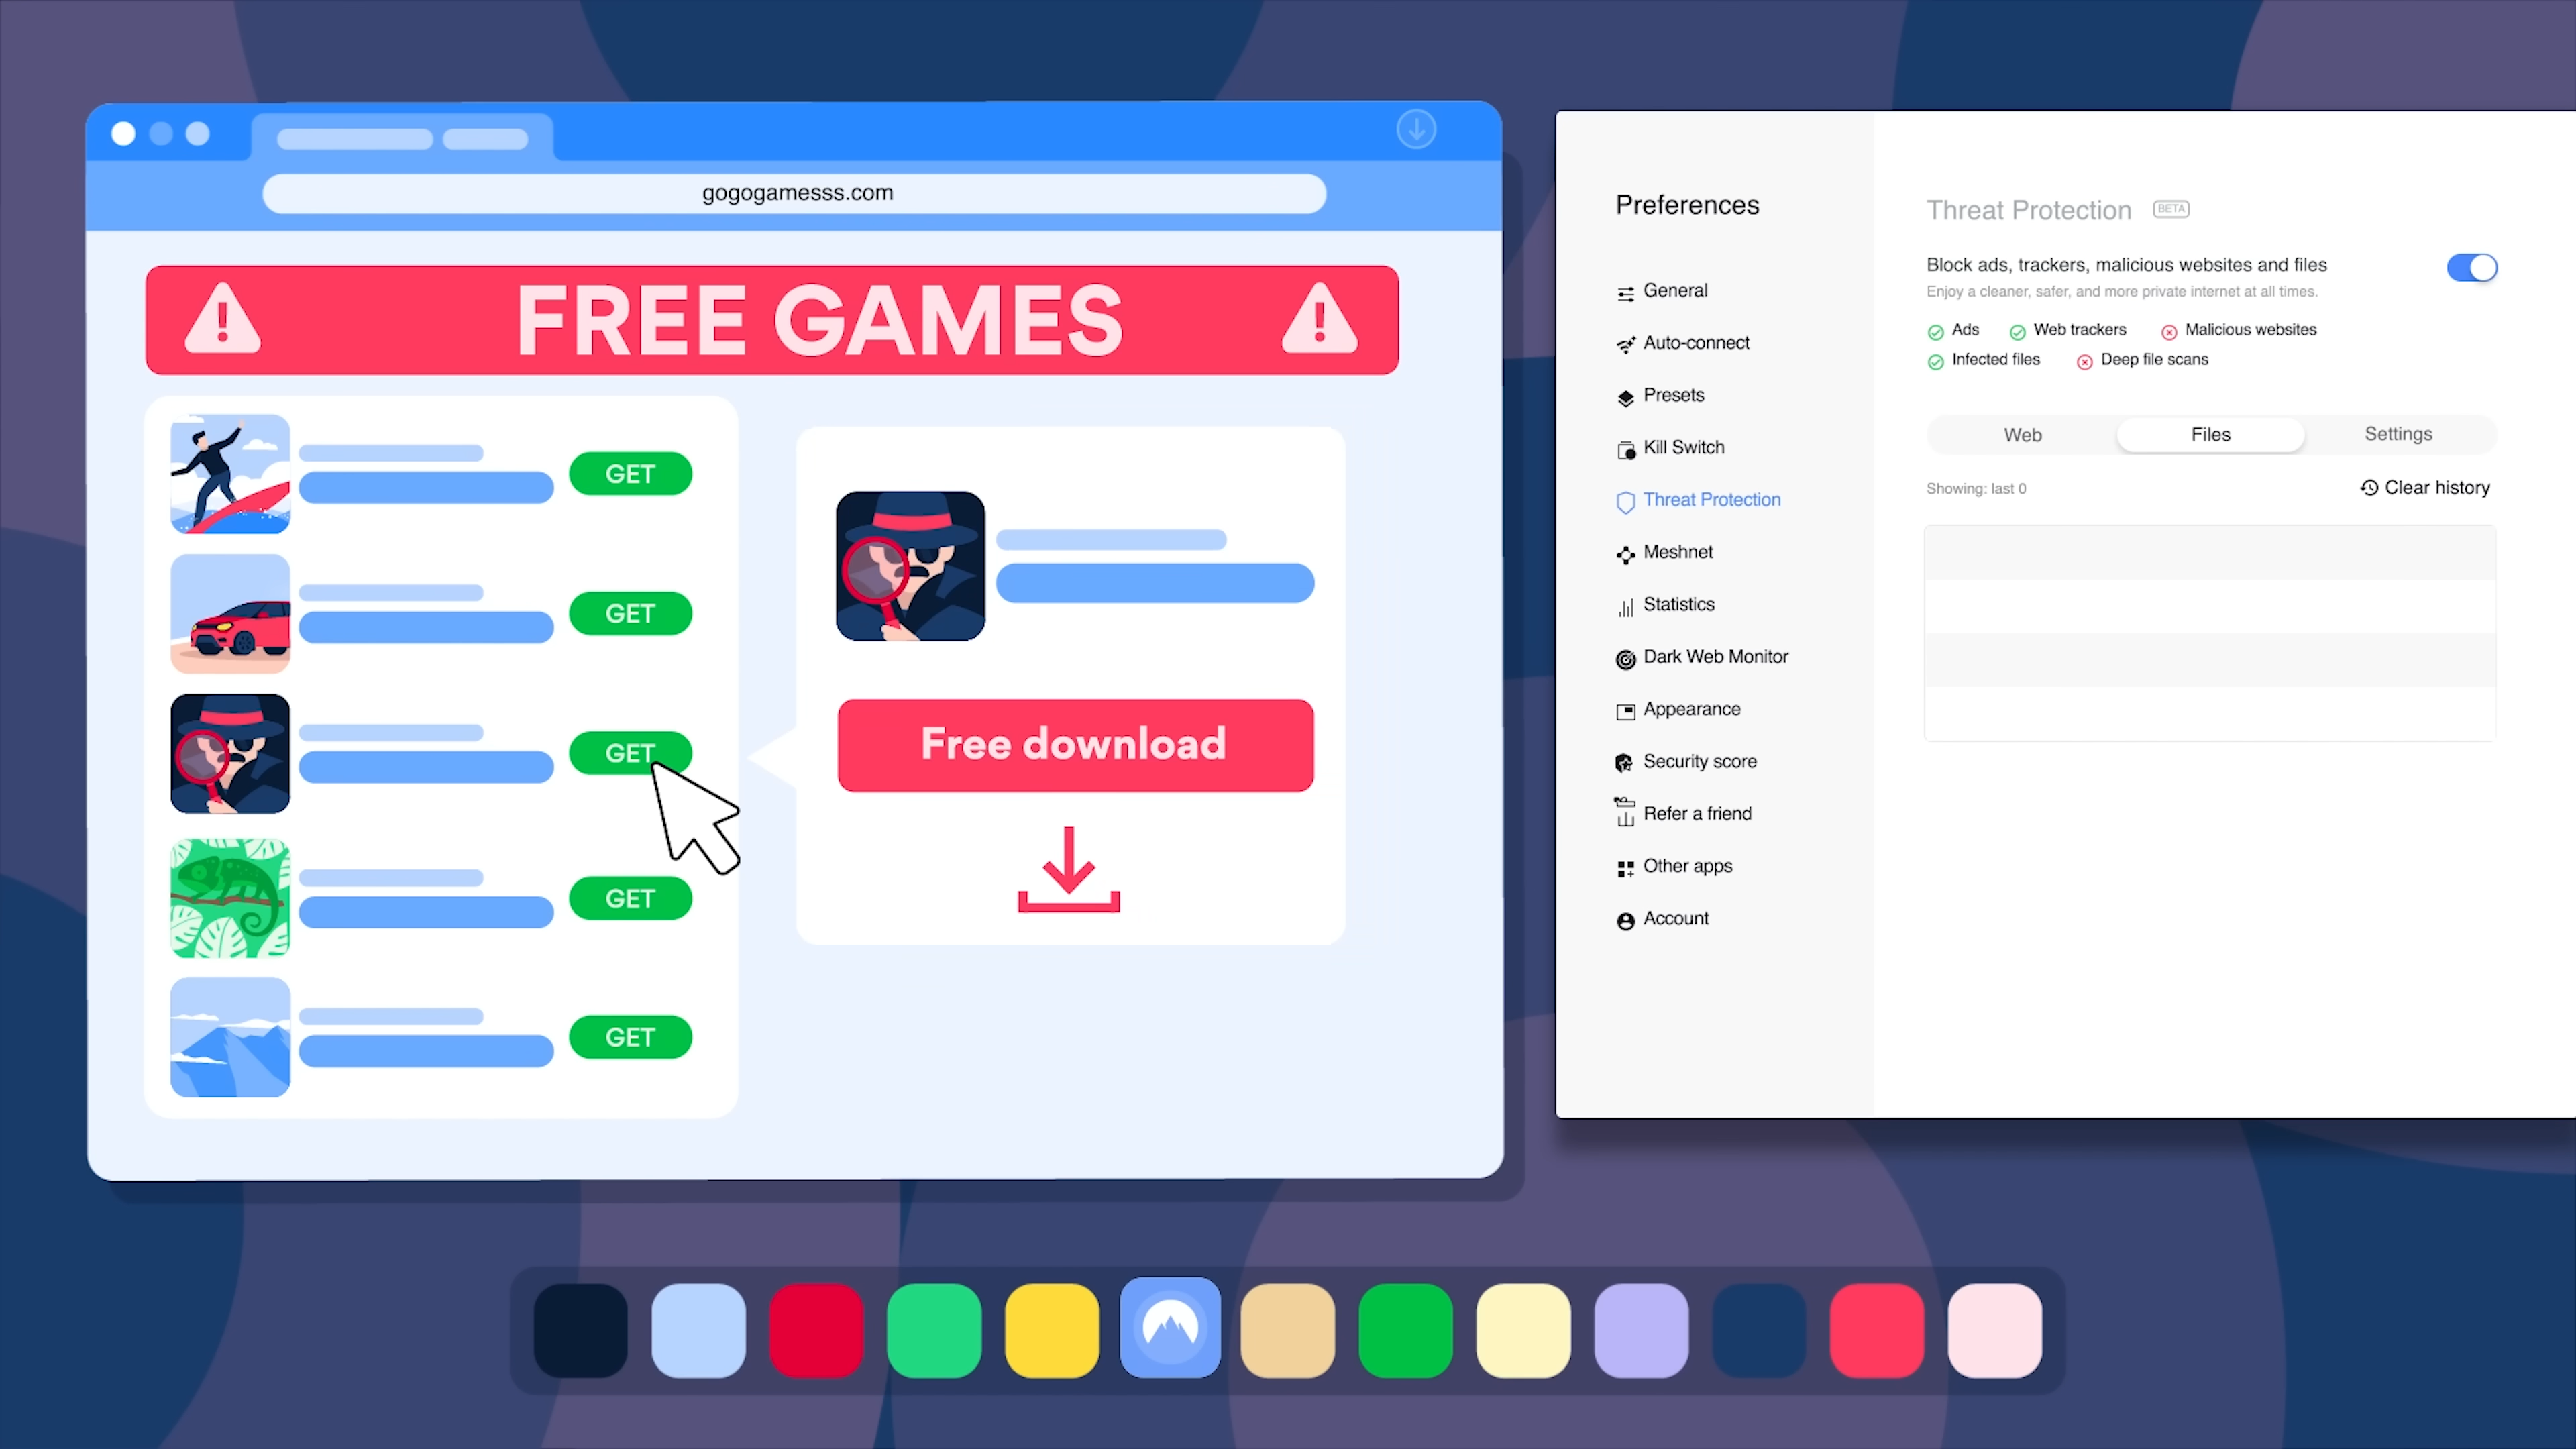 gogogamesss.com
FREE GAMES
GET
GET
GET
GET
GET
Free download
Preferences
General
Auto-connect
Presets
Kill Switch
Threat Protection
Meshnet
Statistics
Dark Web Monitor
Appearance
Security score
Refer a friend
Other apps
Account
Threat Protection BETA
Block ads, trackers, malicious websites and files
Enjoy a cleaner, safer, and more private internet at all times.
Ads Web trackers Malicious websites
Infected files Deep file scans
Web Files Settings
Showing: last 0 Clear history